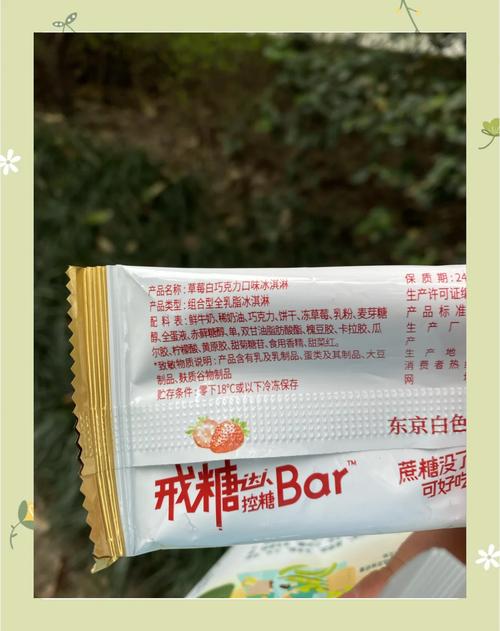 产品名称:草莓白巧克力口味冰淇淋
产品类型:组合型全乳脂冰淇淋
配料表:鲜牛奶、稀奶油、巧克力、饼干、冻草莓、乳粉、麦芽糖
醇、全蛋液、赤藓糖醇、单,双甘油脂肪酸酯、槐豆胶、卡拉胶、瓜
尔胶、柠檬酸、黄原胶、甜菊糖苷、食用香精、甜菜红。
*致敏物质说明:产品含有乳及乳制品、蛋类及其制品、大豆
制品、麸质谷物制品
贮存条件:零下18°C或以下冷冻保存
保质期:24
生产许可证编
产品标准
生产厂
产
生产地
消费者热
网
东京白色
戒糖达人
控糖Bar™
蔗糖没了
可好吃